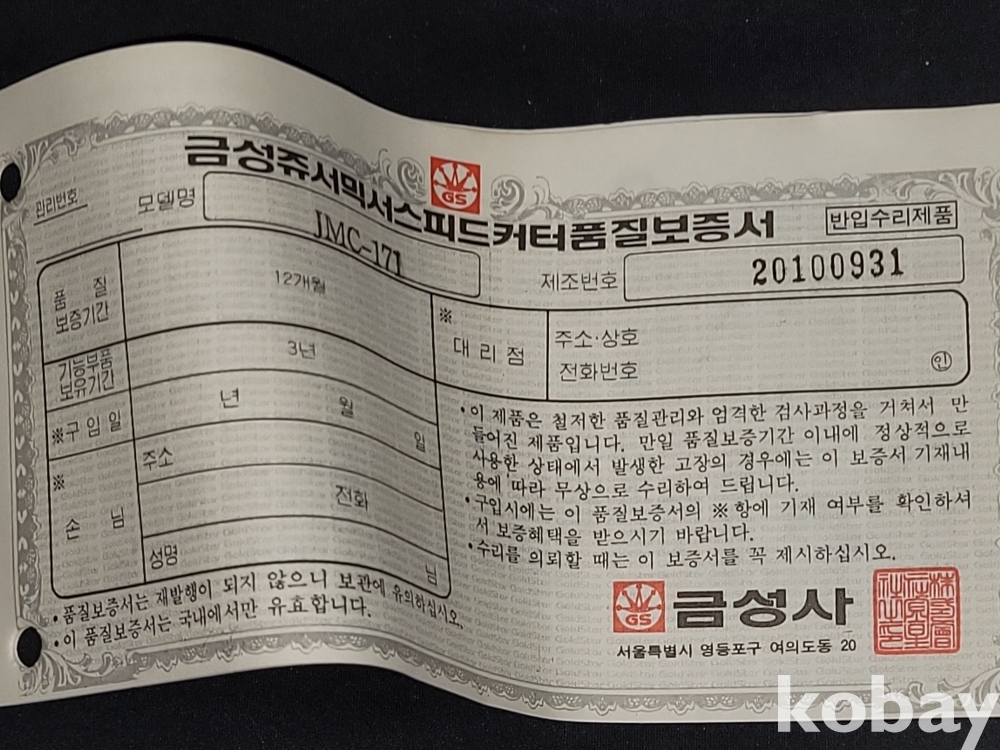 금성쥬서믹서스피드커터품질보증서
GS
반입수리제품
관리번호
모델명
JMC-171
제조번호
20100931
품 질
보증기간
12개월
기능부품
보유기간
3년
※구입일
년 월 일
※
손 님
주소
전화
성명
님
※
대리점
주소·상호
전화번호
인
•이 제품은 철저한 품질관리와 엄격한 검사과정을 거쳐서 만
들어진 제품입니다. 만일 품질보증기간 이내에 정상적으로
사용한 상태에서 발생한 고장의 경우에는 이 보증서 기재내
용에 따라 무상으로 수리하여 드립니다.
•구입시에는 이 품질보증서의 ※항에 기재 여부를 확인하셔
서 보증혜택을 받으시기 바랍니다.
•수리를 의뢰할 때는 이 보증서를 꼭 제시하십시오.
•품질보증서는 재발행이 되지 않으니 보관에 유의하십시오.
•이 품질보증서는 국내에서만 유효합니다.
GS
금성사
서울특별시 영등포구 여의도동 20
kobay